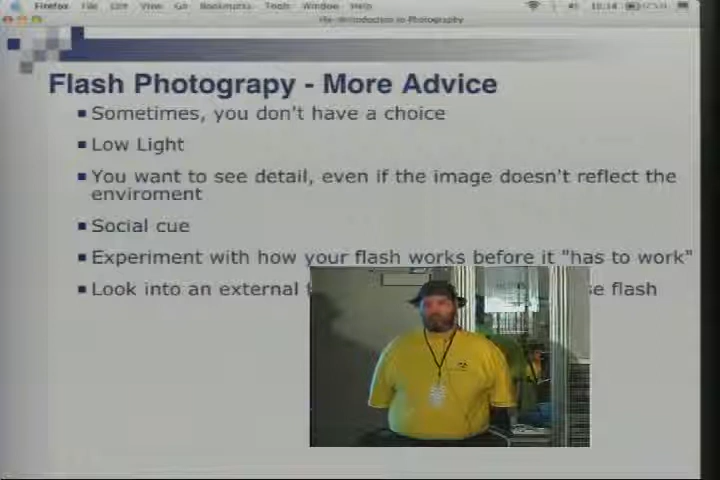 Firefox File Edit View Go Bookmarks Tools Window Help
Re-Introduction to Photography
Flash Photograpy - More Advice
Sometimes, you don't have a choice
Low Light
You want to see detail, even if the image doesn't reflect the
enviroment
Social cue
Experiment with how your flash works before it "has to work"
Look into an external
se flash